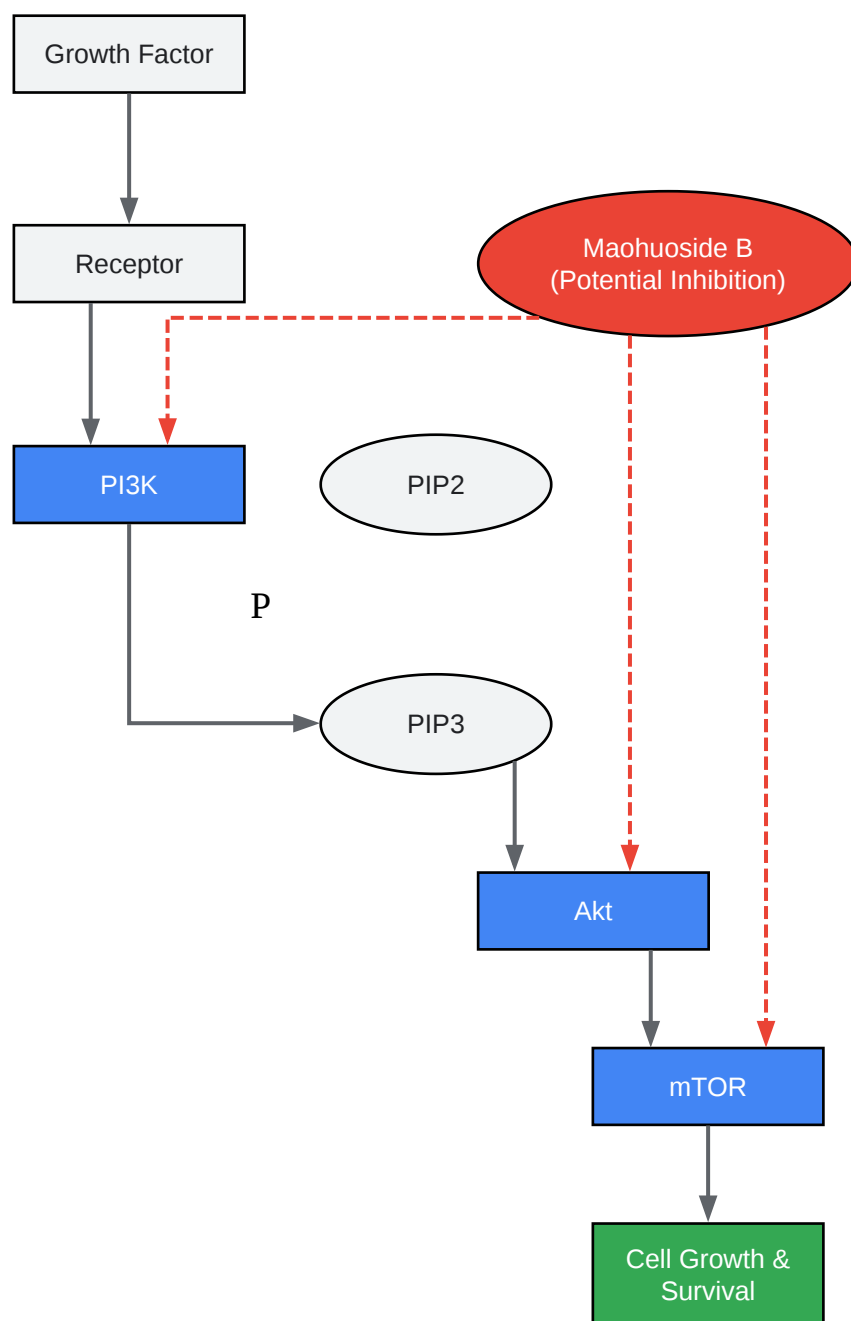 Growth Factor
Receptor
Maohuoside B
(Potential Inhibition)
PI3K
PIP2
P
PIP3
Akt
mTOR
Cell Growth &
Survival